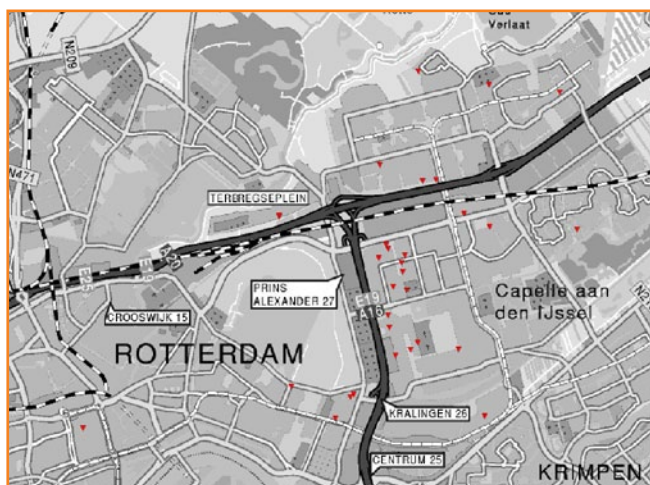 Verlaat
N209
N471
TERBREGSEPLEIN
A20
E19
E25
PRINS
ALEXANDER 27
E19
A16
CROOSWIJK 15
Capelle aan
den IJssel
ROTTERDAM
KRALINGEN 26
CENTRUM 25
KRIMPEN